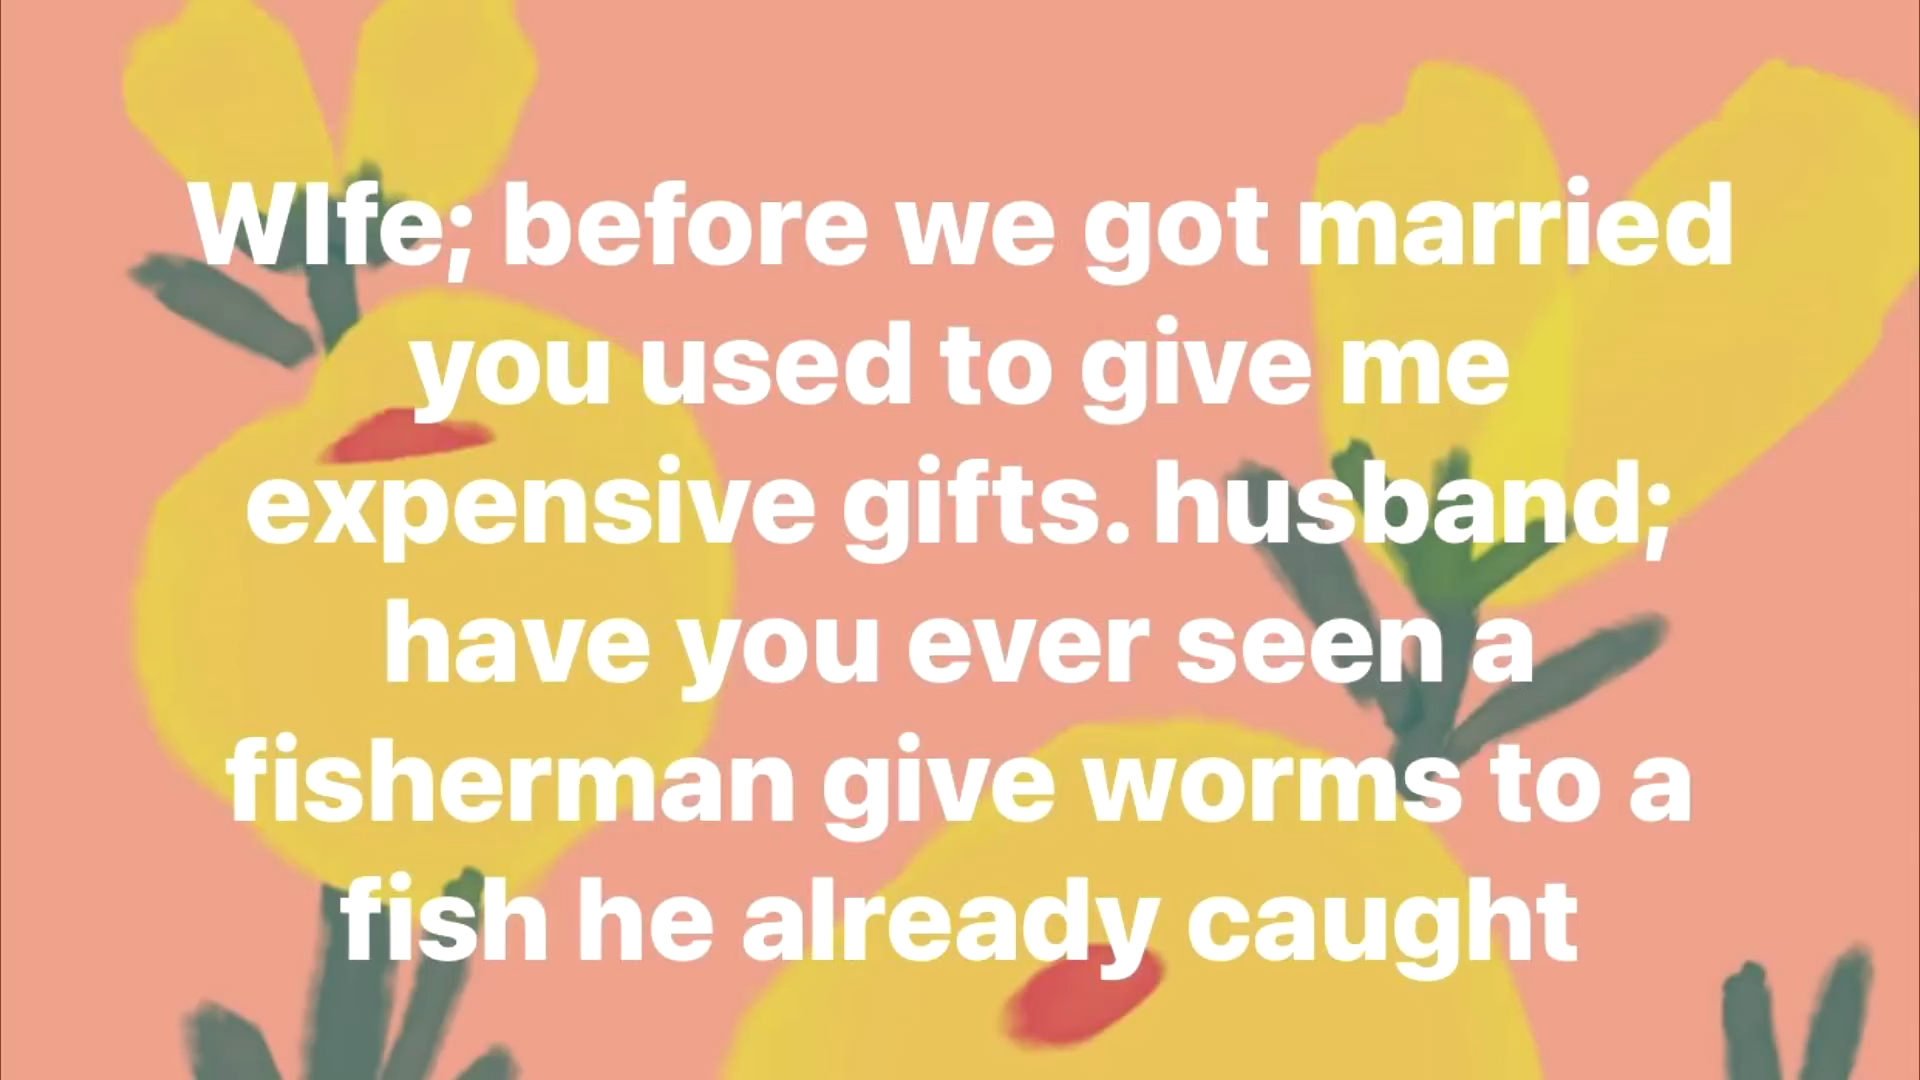 WIfe; before we got married
you used to give me
expensive gifts. husband;
have you ever seen a
fisherman give worms to a
fish he already caught